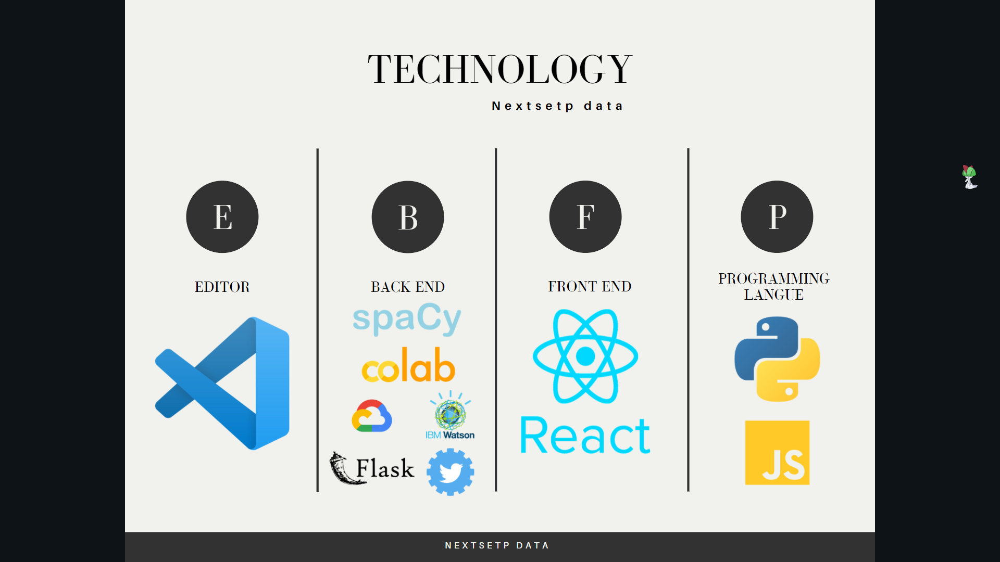 TECHNOLOGY
Nextsetp data
E
EDITOR
B
BACK END
spaCy
colab
IBM Watson
Flask
F
FRONT END
React
P
PROGRAMMING
LANGUE
JS
NEXTSETP DATA